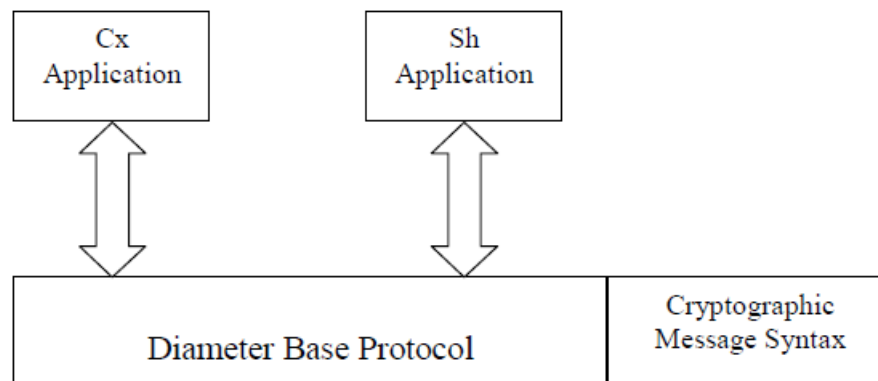 Cx
Application
Sh
Application
Diameter Base Protocol
Cryptographic
Message Syntax